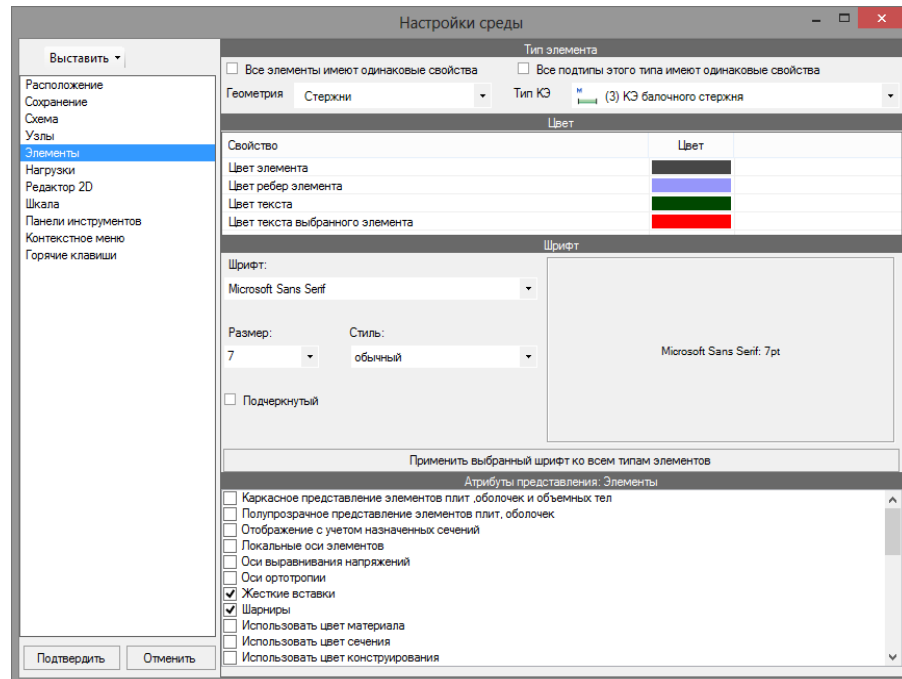 Настройки среды
Выставить
Расположение
Сохранение
Схема
Узлы
Элементы
Нагрузки
Редактор 2D
Шкала
Панели инструментов
Контекстное меню
Горячие клавиши
Подтвердить
Отменить
Тип элемента
Все элементы имеют одинаковые свойства
Все подтипы этого типа имеют одинаковые свойства
Геометрия
Стержни
Тип КЭ
М
(3) КЭ балочного стержня
Цвет
Свойство
Цвет
Цвет элемента
Цвет ребер элемента
Цвет текста
Цвет текста выбранного элемента
Шрифт
Шрифт:
Microsoft Sans Serif
Размер:
Стиль:
7
обычный
Подчеркнутый
Microsoft Sans Serif: 7pt
Применить выбранный шрифт ко всем типам элементов
Атрибуты представления: Элементы
Каркасное представление элементов плит ,оболочек и объемных тел
Полупрозрачное представление элементов плит, оболочек
Отображение с учетом назначенных сечений
Локальные оси элементов
Оси выравнивания напряжений
Оси ортотропии
Жесткие вставки
Шарниры
Использовать цвет материала
Использовать цвет сечения
Использовать цвет конструирования